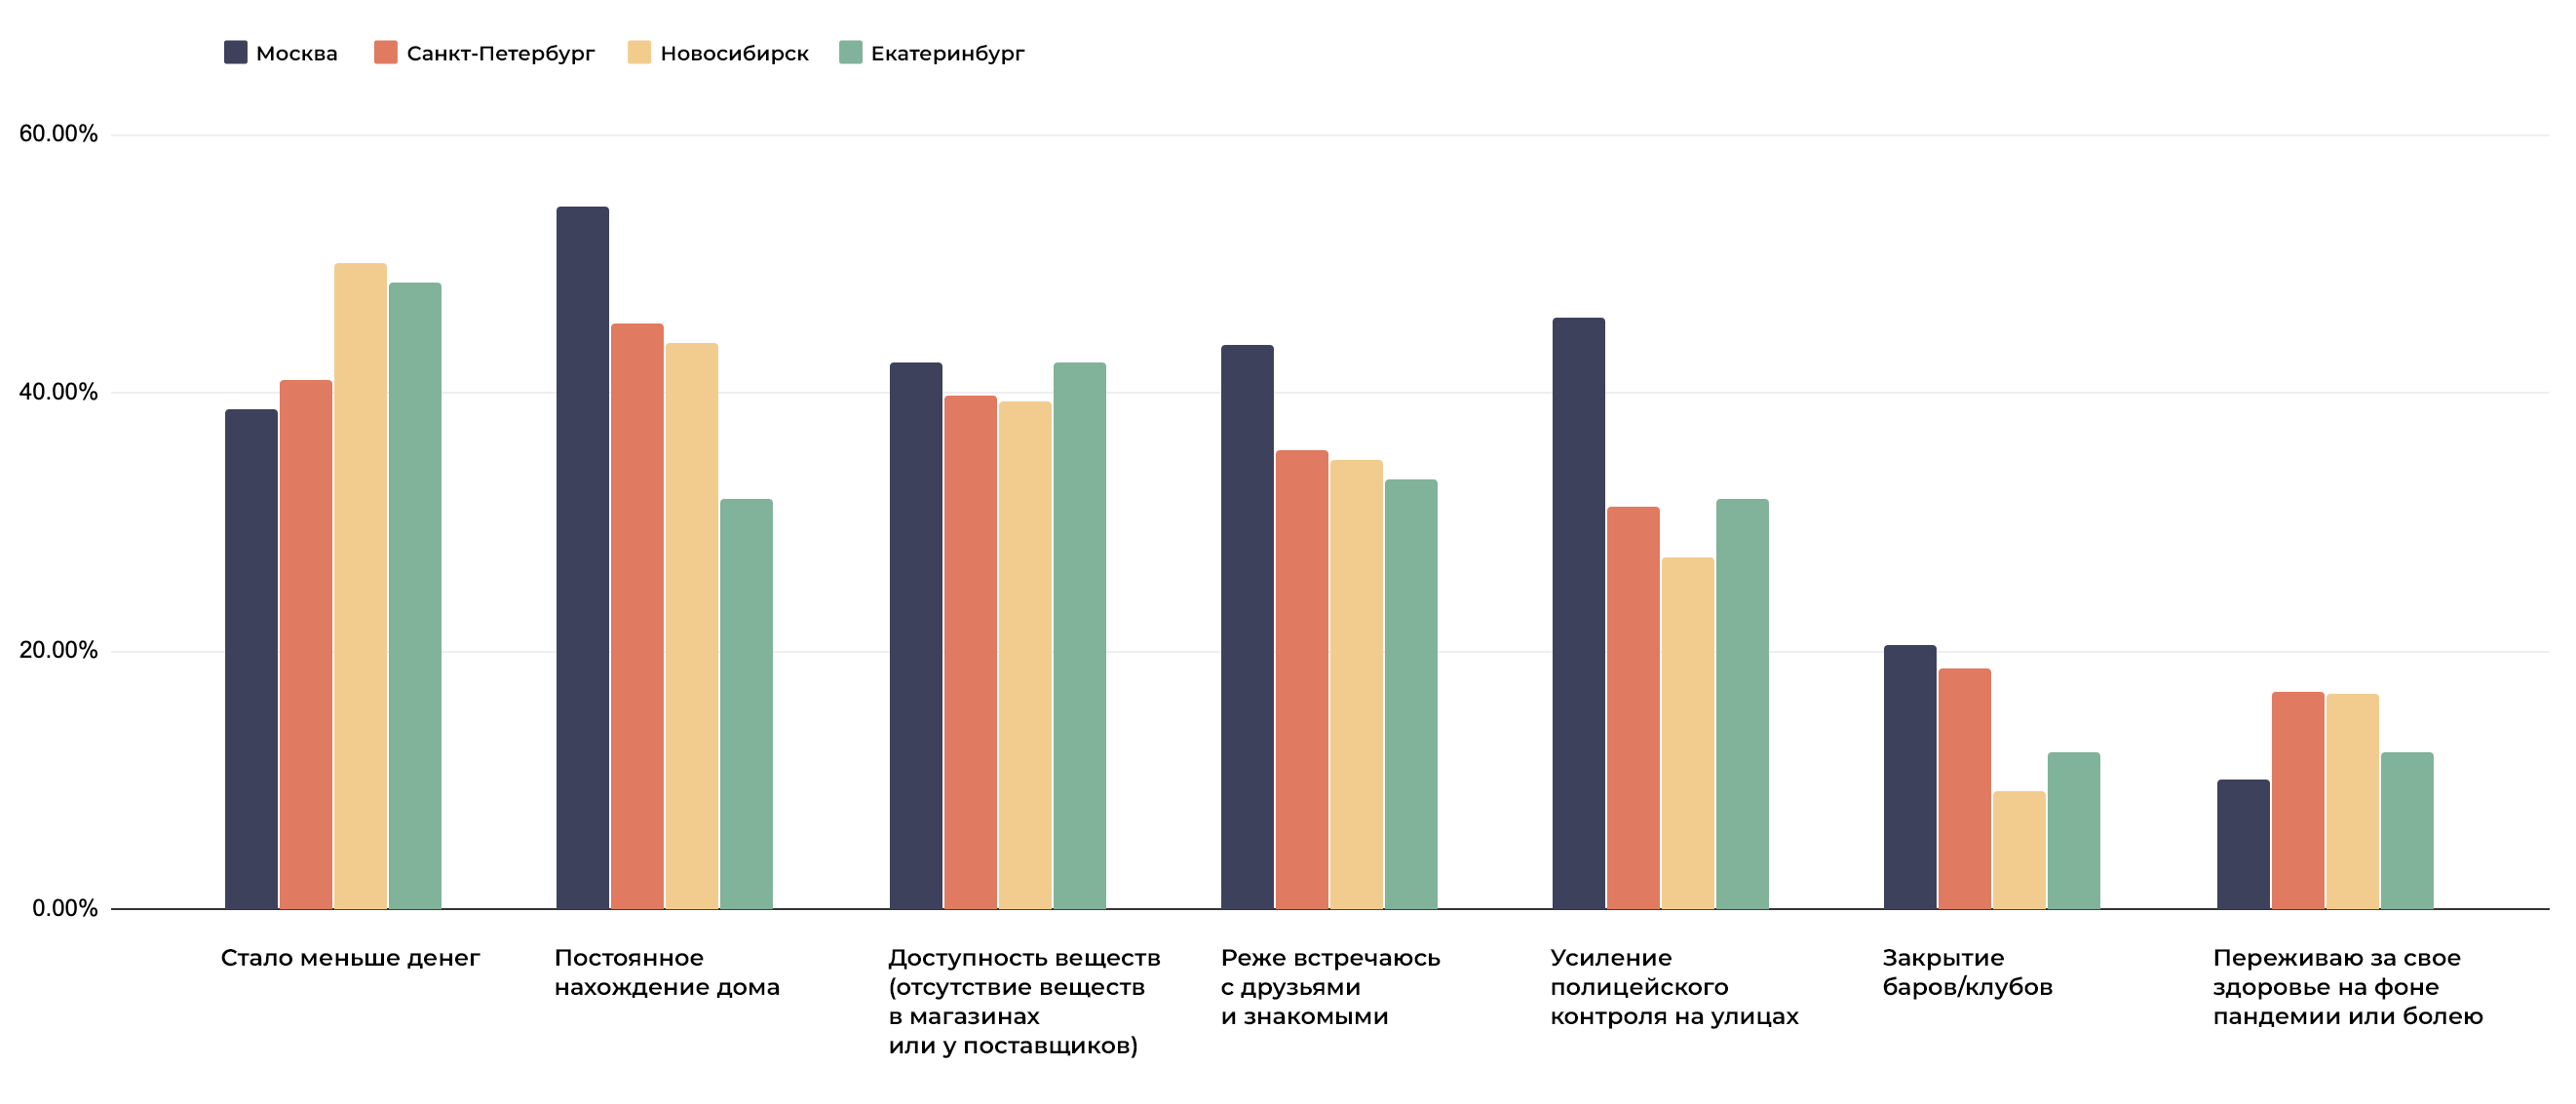 Москва Санкт-Петербург Новосибирск Екатеринбург
60.00%
40.00%
20.00%
0.00%
Стало меньше денег
Постоянное
нахождение дома
Доступность веществ
(отсутствие веществ
в магазинах
или у поставщиков)
Реже встречаюсь
с друзьями
и знакомыми
Усиление
полицейского
контроля на улицах
Закрытие
баров/клубов
Переживаю за свое
здоровье на фоне
пандемии или болею